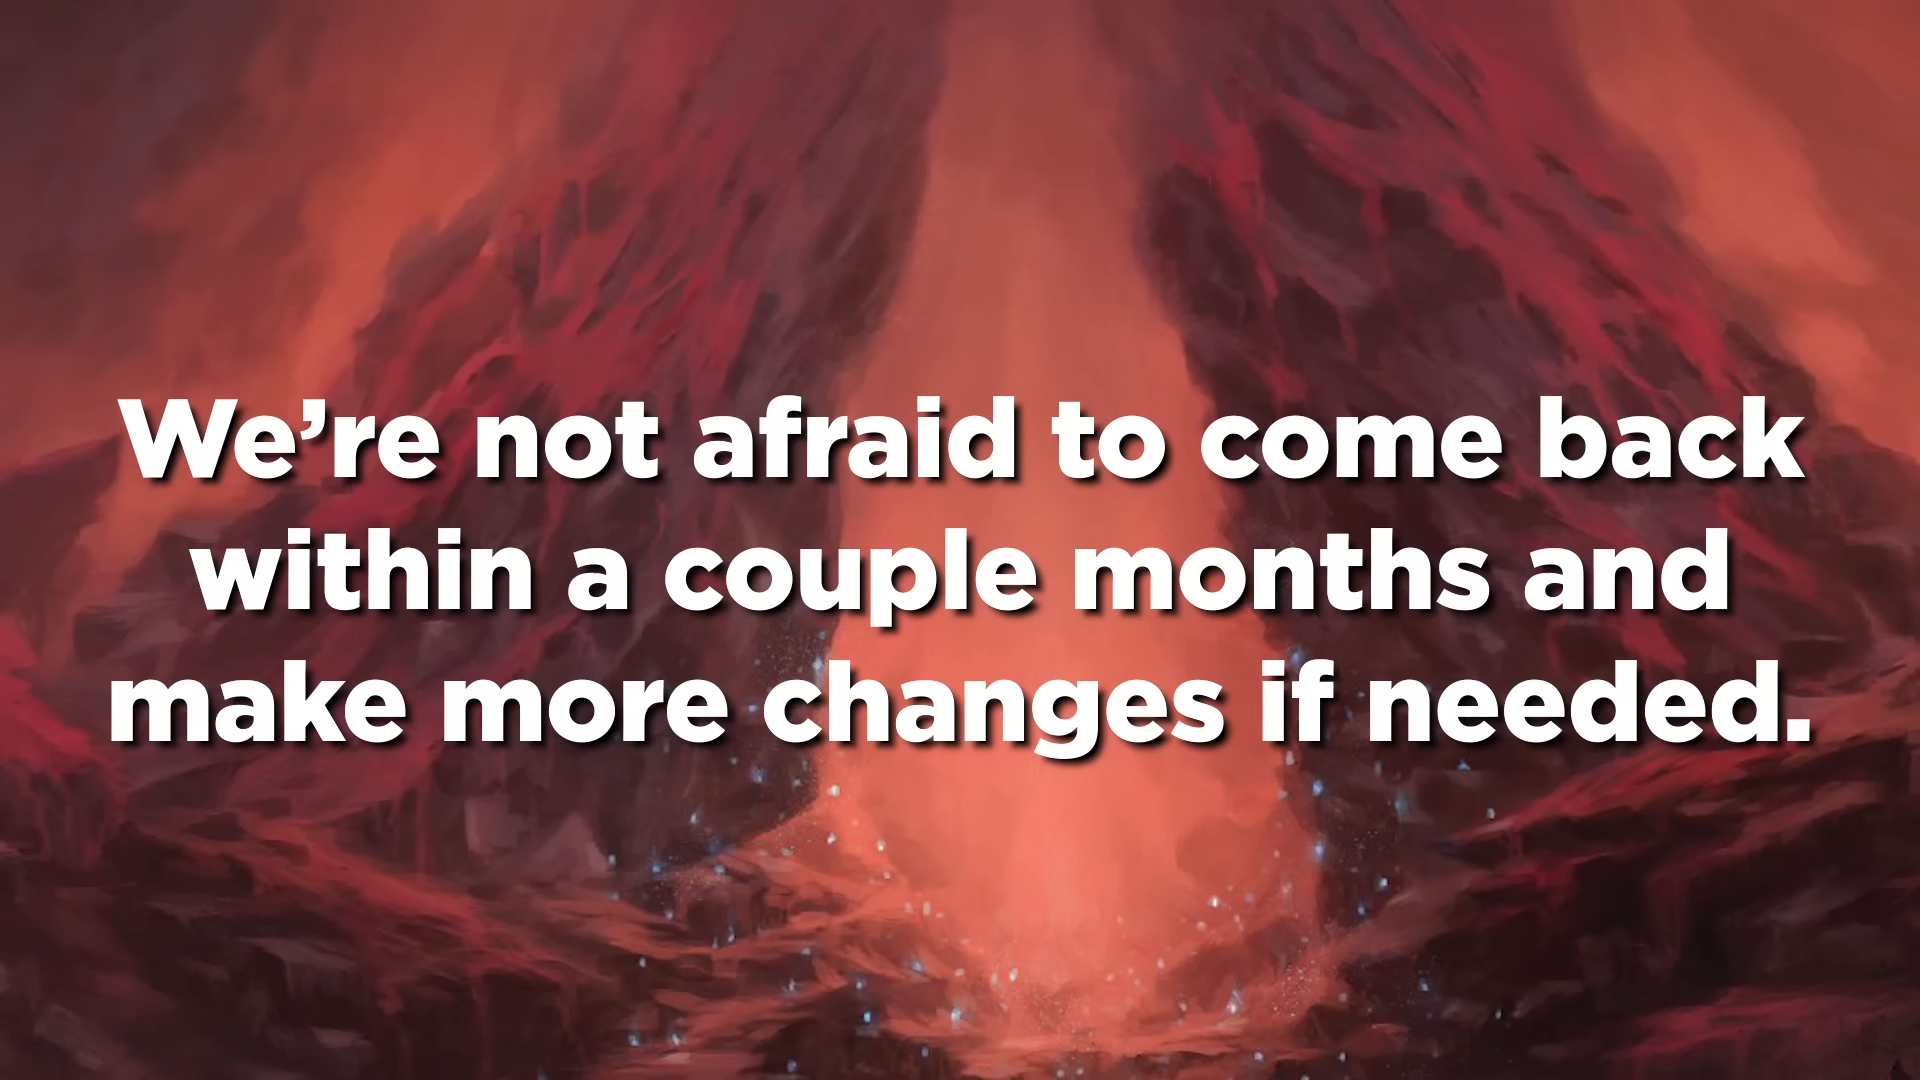 We’re not afraid to come back
within a couple months and
make more changes if needed.